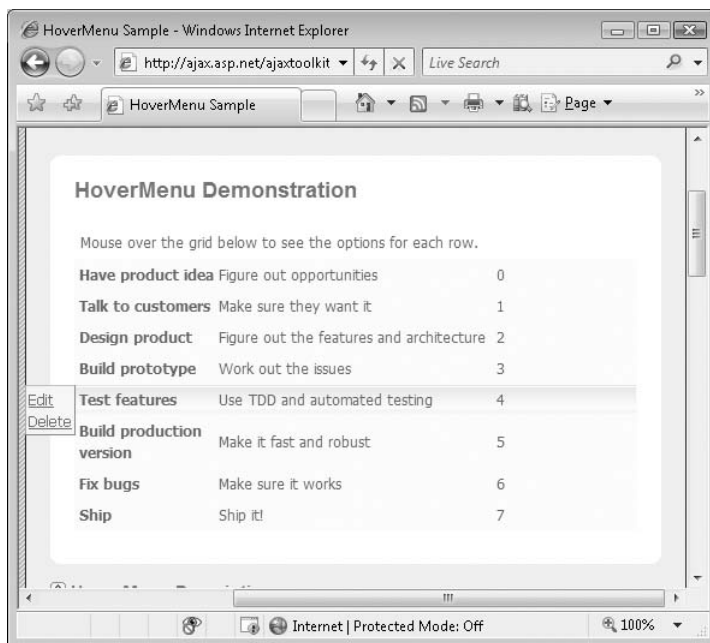 HoverMenu Sample - Windows Internet Explorer
http://ajax.asp.net/ajaxtoolkit
Live Search
HoverMenu Sample
Page
HoverMenu Demonstration
Mouse over the grid below to see the options for each row.
Have product idea Figure out opportunities 0
Talk to customers Make sure they want it 1
Design product Figure out the features and architecture 2
Build prototype Work out the issues 3
Edit Test features Use TDD and automated testing 4
Delete
Build production version Make it fast and robust 5
Fix bugs Make sure it works 6
Ship Ship it! 7
Internet | Protected Mode: Off
100%